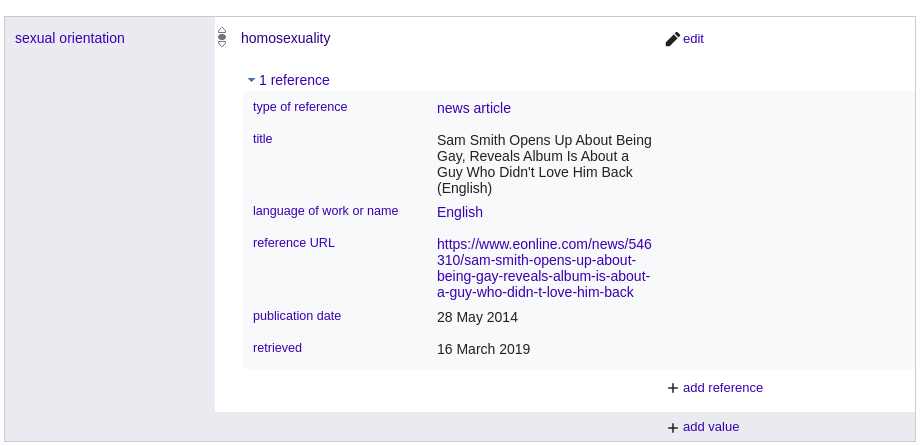 sexual orientation
homosexuality
edit
1 reference
type of reference
news article
title
Sam Smith Opens Up About Being
Gay, Reveals Album Is About a
Guy Who Didn't Love Him Back
(English)
language of work or name
English
reference URL
https://www.eonline.com/news/546
310/sam-smith-opens-up-about-
being-gay-reveals-album-is-about-
a-guy-who-didn-t-love-him-back
publication date
28 May 2014
retrieved
16 March 2019
+ add reference
+ add value